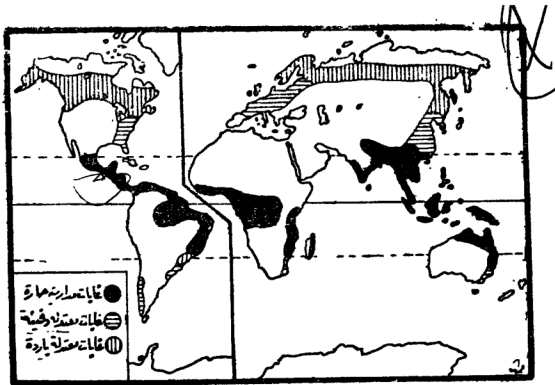 غابات مدارية حارة
غابات معتدلة دفيئة
غابات معتدلة باردة